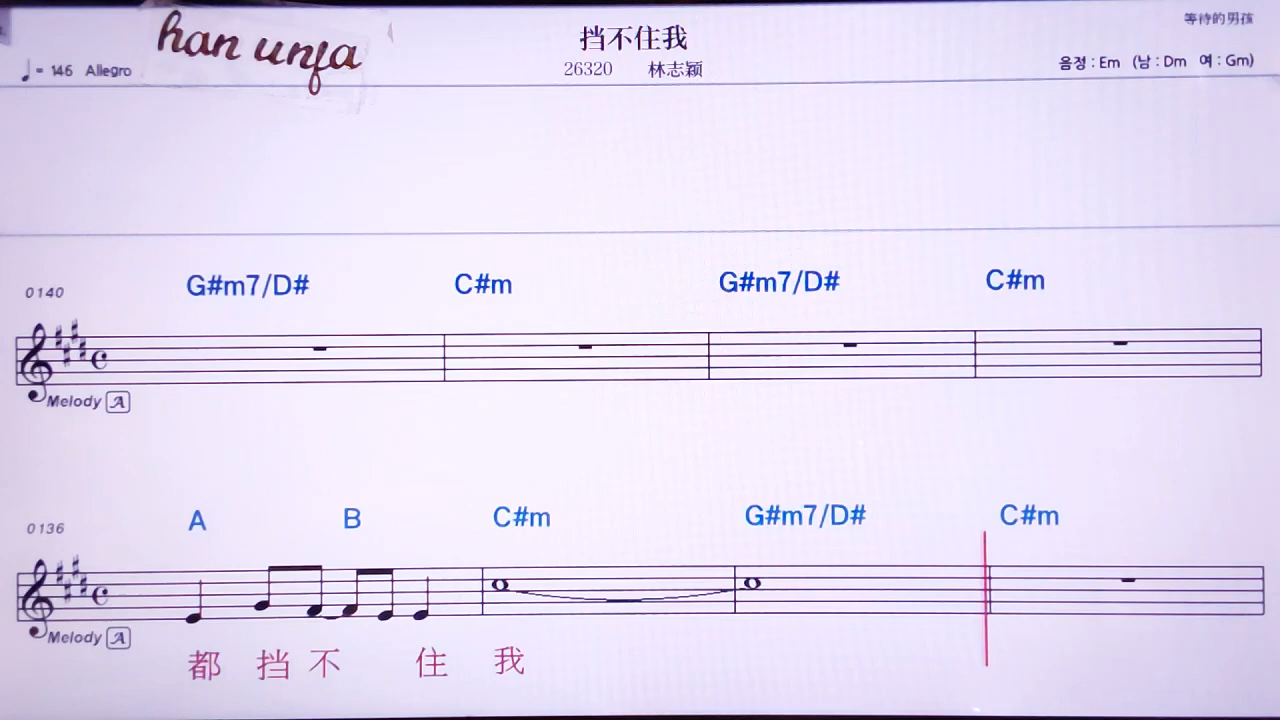 han unfa
挡不住我
等待的男孩
♩= 146 Allegro
26320 林志颖
음정 : Em (남 : Dm 여 : Gm)
0140 G#m7/D# C#m G#m7/D# C#m
Melody A
0136 A B C#m G#m7/D# C#m
Melody A
都 挡 不 住 我